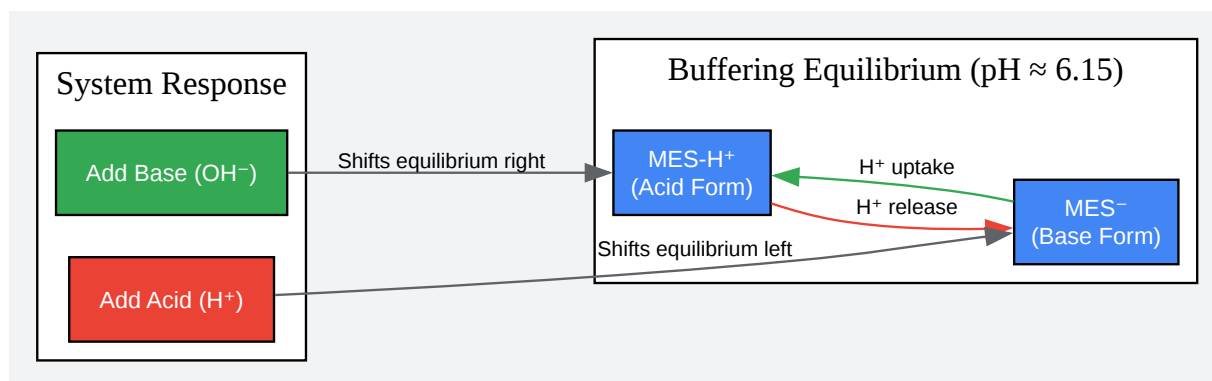 System Response
Add Base (OH⁻)
Add Acid (H⁺)
Shifts equilibrium right
Shifts equilibrium left
Buffering Equilibrium (pH ≈ 6.15)
MES-H⁺
(Acid Form)
H⁺ uptake
H⁺ release
MES⁻
(Base Form)